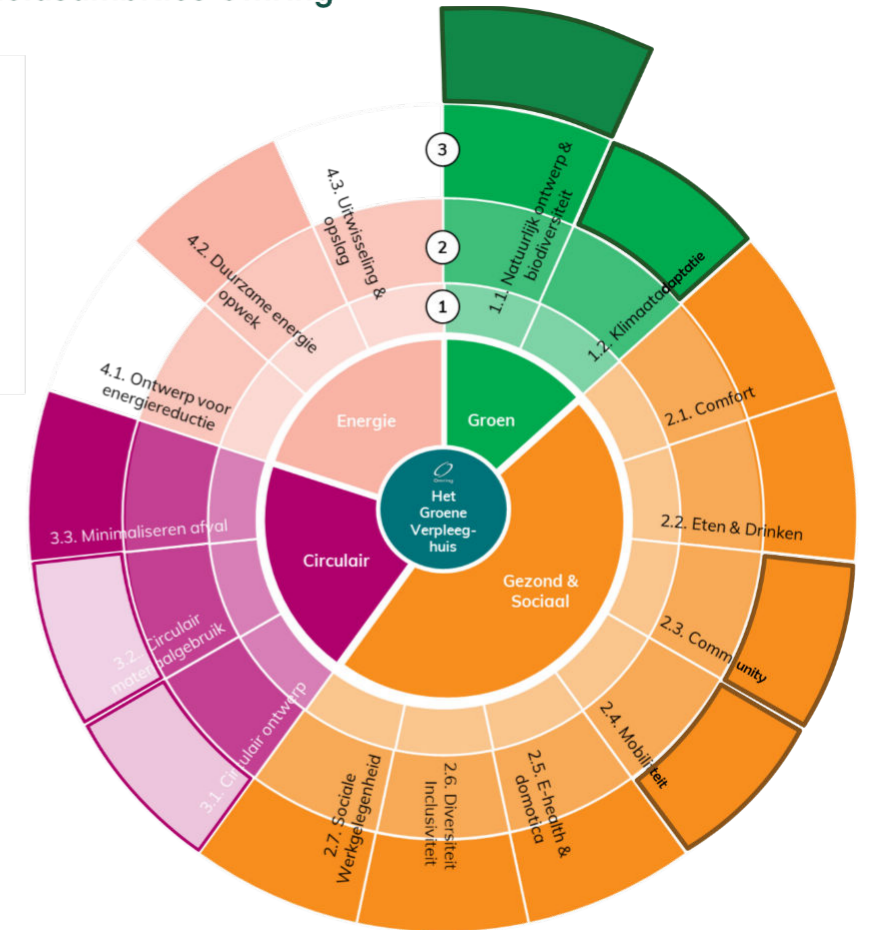 3
2
1
Het
Groene
Verpleeg-
huis
Groen
1.1. Natuurlijk ontwerp &
biodiversiteit
1.2. Klimaatadaptatie
Gezond &
Sociaal
2.1. Comfort
2.2. Eten & Drinken
2.3. Community
2.4. Mobiliteit
2.5. E-health &
domotica
2.6. Diversiteit
Inclusiviteit
2.7. Sociale
Werkgelegenheid
Circulair
3.1. Circulair ontwerp
3.2. Circulair
materiaalgebruik
3.3. Minimaliseren afval
Energie
4.1. Ontwerp voor
energiereductie
4.2. Duurzame energie
opwek
4.3. Uitwisseling &
opslag